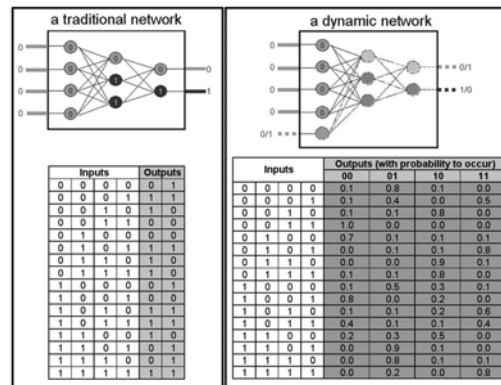 a traditional network
0
0
0
0
0
0
0
0
0
1
1
0
1
0
1
Inputs Outputs
0 0 0 0 0 1
0 0 0 1 1 1
0 0 1 0 1 0
0 0 1 1 1 0
0 1 0 0 0 0
0 1 0 1 1 1
0 1 1 0 1 0
0 1 1 1 1 0
1 0 0 0 0 1
1 0 0 1 0 0
1 0 1 0 1 1
1 0 1 1 1 1
1 1 0 0 1 0
1 1 0 1 0 1
1 1 1 0 1 1
1 1 1 1 1 1
a dynamic network
0
0
0
0
0/1
0
0
0
0
0/1
1/0
Inputs Outputs (with probability to occur)
00 01 10 11
0 0 0 0 0.1 0.8 0.1 0.0
0 0 0 1 0.1 0.4 0.0 0.5
0 0 1 0 0.1 0.1 0.8 0.0
0 0 1 1 1.0 0.0 0.0 0.0
0 1 0 0 0.7 0.1 0.1 0.1
0 1 0 1 0.0 0.1 0.1 0.8
0 1 1 0 0.0 0.0 0.9 0.1
0 1 1 1 0.1 0.1 0.8 0.0
1 0 0 0 0.1 0.5 0.3 0.1
1 0 0 1 0.8 0.0 0.2 0.0
1 0 1 0 0.1 0.1 0.2 0.6
1 0 1 1 0.4 0.1 0.1 0.4
1 1 0 0 0.2 0.3 0.5 0.0
1 1 0 1 0.0 0.9 0.1 0.0
1 1 1 0 0.0 0.8 0.1 0.1
1 1 1 1 0.0 0.2 0.0 0.8